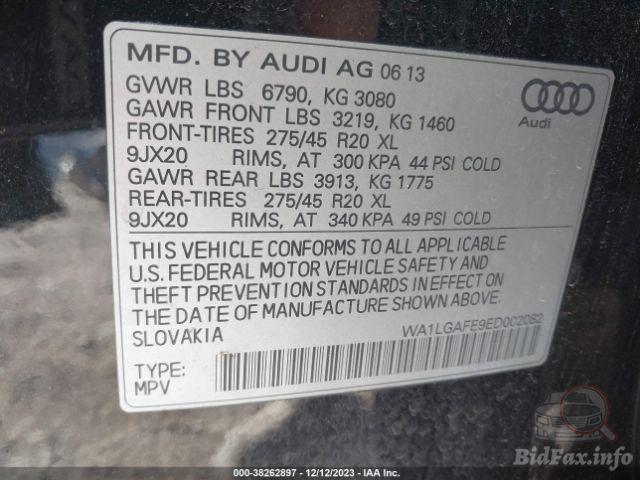 MFD. BY AUDI AG 06 13
GVWR LBS 6790, KG 3080
GAWR FRONT LBS 3219, KG 1460
FRONT-TIRES 275/45 R20 XL
9JX20 RIMS, AT 300 KPA 44 PSI COLD
GAWR REAR LBS 3913, KG 1775
REAR-TIRES 275/45 R20 XL
9JX20 RIMS, AT 340 KPA 49 PSI COLD
Audi
THIS VEHICLE CONFORMS TO ALL APPLICABLE
U.S. FEDERAL MOTOR VEHICLE SAFETY AND
THEFT PREVENTION STANDARDS IN EFFECT ON
THE DATE OF MANUFACTURE SHOWN ABOVE.
SLOVAKIA
WA1LGAFE9ED002082
TYPE:
MPV
BidFax.info
000-38262897 - 12/12/2023 - IAA Inc.